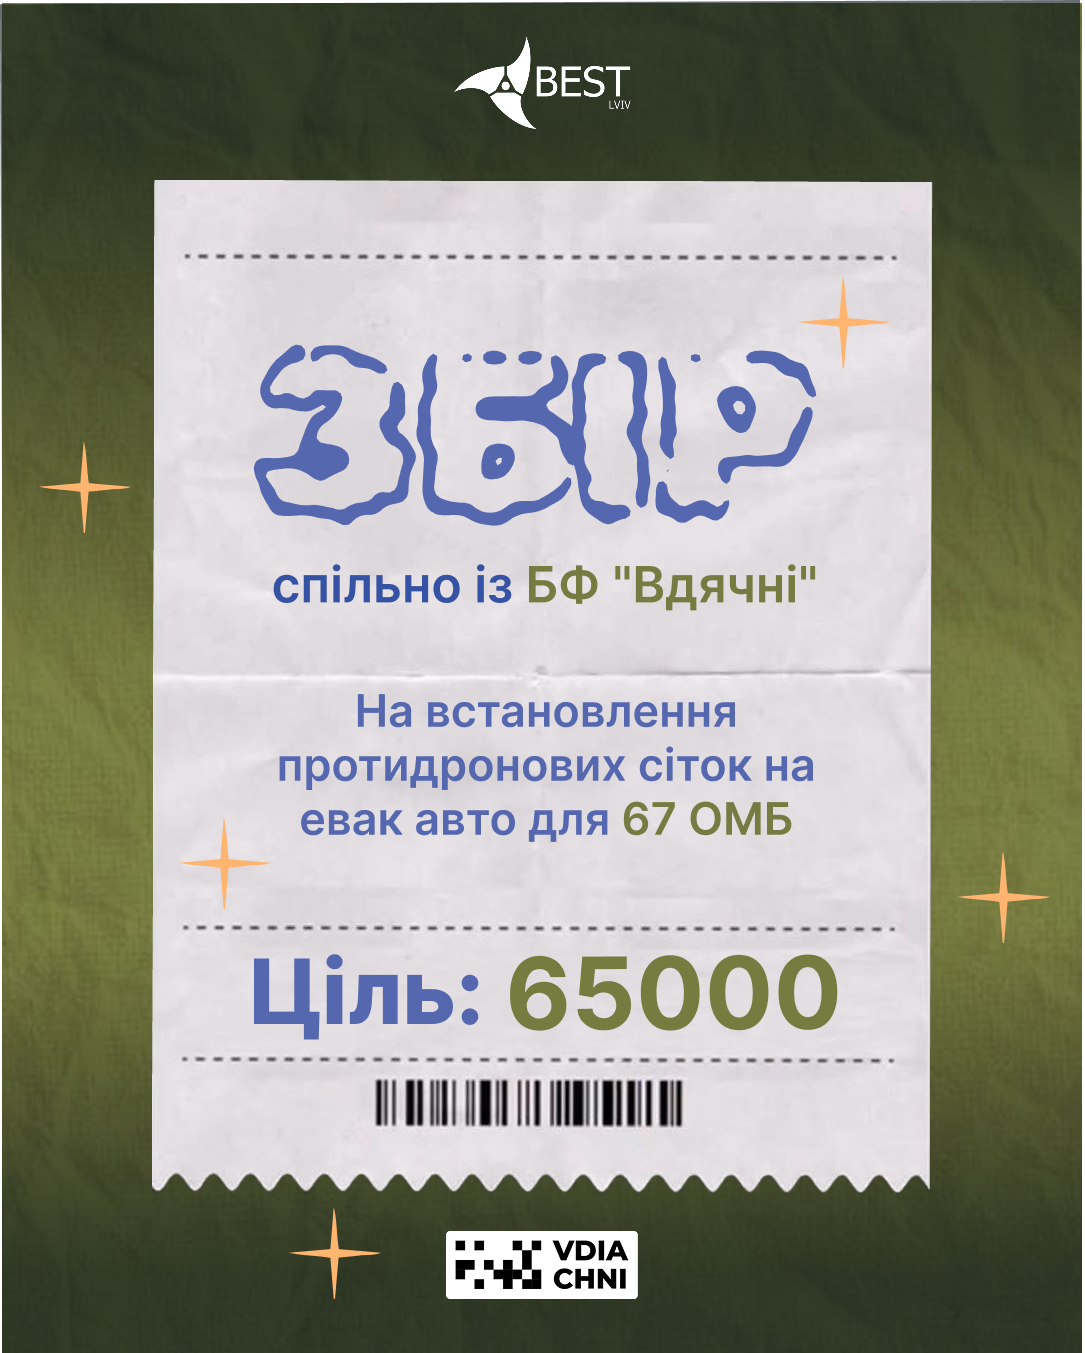 BEST
LVIV
ЗБІР
спільно із БФ "Вдячні"
На встановлення
протидронових сіток на
евак авто для 67 ОМБ
Ціль: 65000
VDIA
CHNI